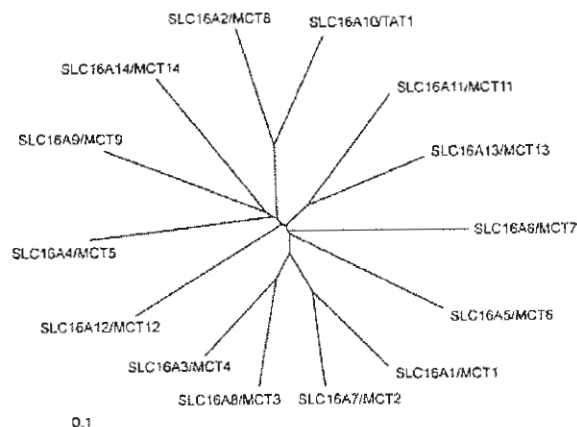 SLC16A2/MCT8
SLC16A10/TAT1
SLC16A14/MCT14
SLC16A11/MCT11
SLC16A9/MCT9
SLC16A13/MCT13
SLC16A6/MCT7
SLC16A4/MCT5
SLC16A5/MCT6
SLC16A12/MCT12
SLC16A3/MCT4
SLC16A1/MCT1
SLC16A8/MCT3
SLC16A7/MCT2
0.1